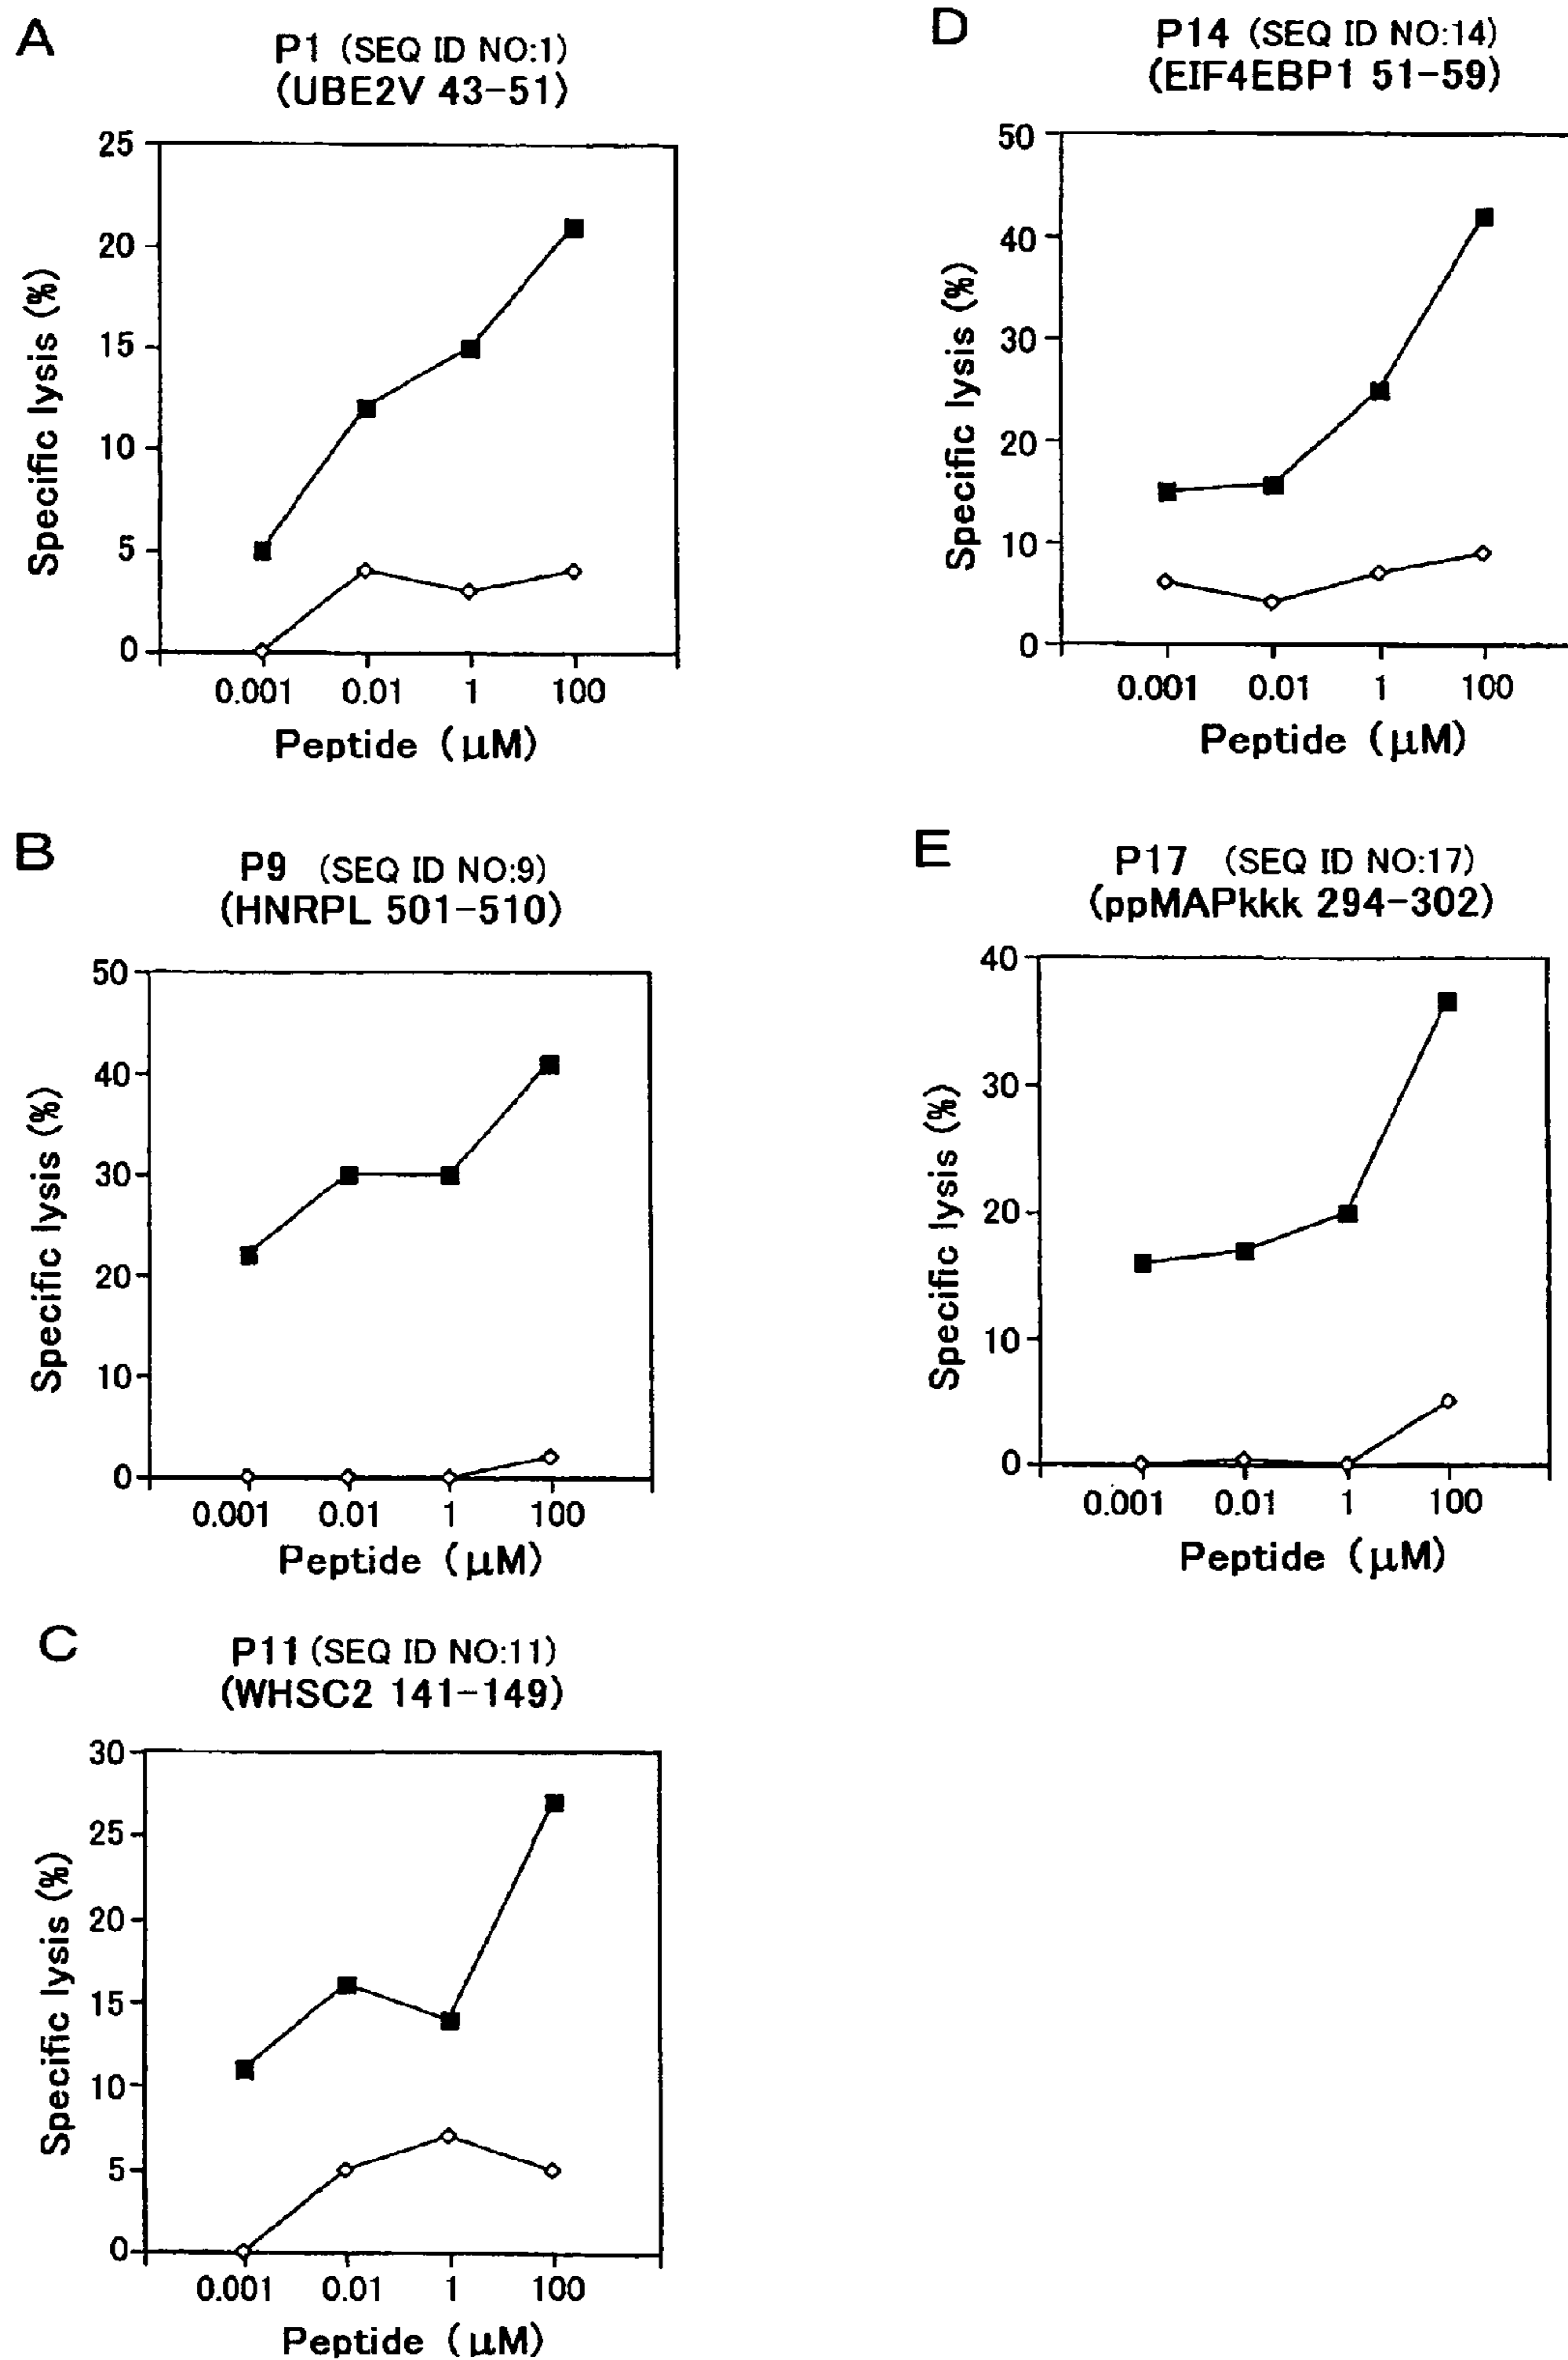 A
P1 (SEQ ID NO:1)
(UBE2V 43-51)
25
20
15
10
5
0
Specific lysis (%)
0.001 0.01 1 100
Peptide (μM)
B
P9 (SEQ ID NO:9)
(HNRPL 501-510)
50
40
30
20
10
0
Specific lysis (%)
0.001 0.01 1 100
Peptide (μM)
C
P11 (SEQ ID NO:11)
(WHSC2 141-149)
30
25
20
15
10
5
0
Specific lysis (%)
0.001 0.01 1 100
Peptide (μM)
D
P14 (SEQ ID NO:14)
(EIF4EBP1 51-59)
50
40
30
20
10
0
Specific lysis (%)
0.001 0.01 1 100
Peptide (μM)
E
P17 (SEQ ID NO:17)
(ppMAPkkk 294-302)
40
30
20
10
0
Specific lysis (%)
0.001 0.01 1 100
Peptide (μM)